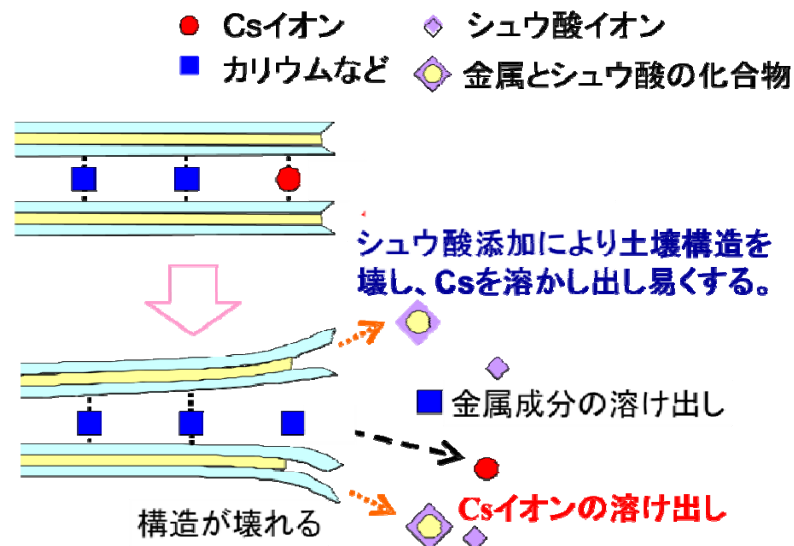 Csイオン
シュウ酸イオン
カリウムなど
金属とシュウ酸の化合物
シュウ酸添加により土壌構造を
壊し、Csを溶かし出し易くする。
金属成分の溶け出し
Csイオンの溶け出し
構造が壊れる